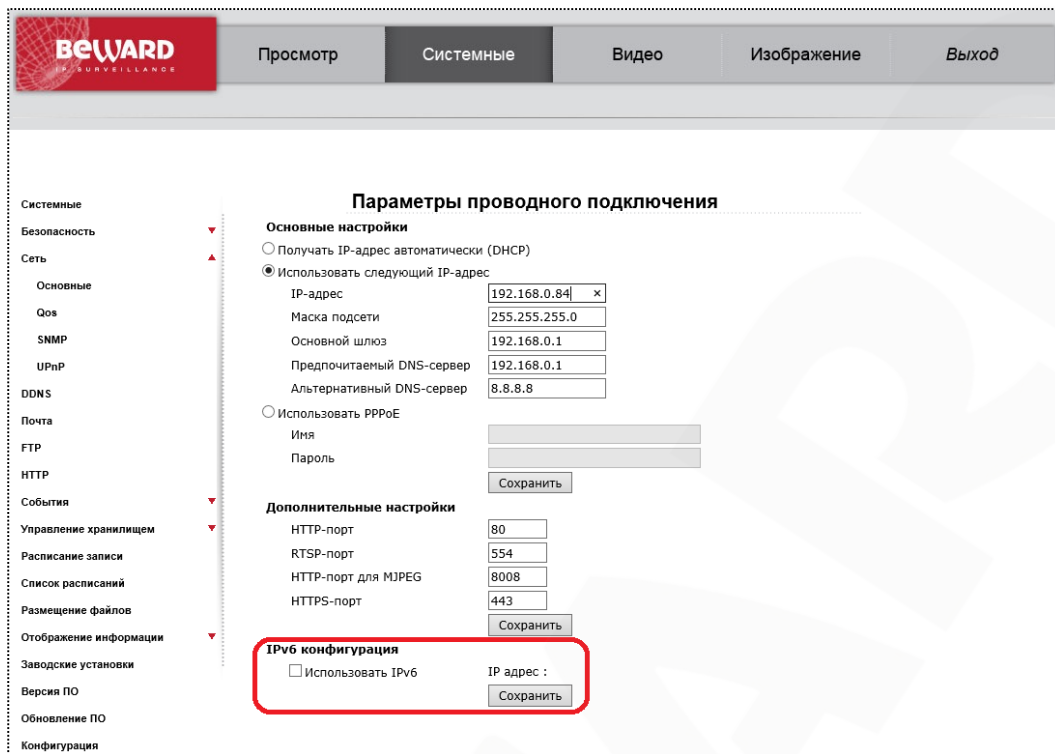 BEWARD
IP SURVEILLANCE
Просмотр
Системные
Видео
Изображение
Выход
Системные
Безопасность
Сеть
Основные
Qos
SNMP
UPnP
DDNS
Почта
FTP
HTTP
События
Управление хранилищем
Расписание записи
Список расписаний
Размещение файлов
Отображение информации
Заводские установки
Версия ПО
Обновление ПО
Конфигурация
Параметры проводного подключения
Основные настройки
Получать IP-адрес автоматически (DHCP)
Использовать следующий IP-адрес
IP-адрес 192.168.0.84 ×
Маска подсети 255.255.255.0
Основной шлюз 192.168.0.1
Предпочитаемый DNS-сервер 192.168.0.1
Альтернативный DNS-сервер 8.8.8.8
Использовать PPPoE
Имя
Пароль
Сохранить
Дополнительные настройки
HTTP-порт 80
RTSP-порт 554
HTTP-порт для MJPEG 8008
HTTPS-порт 443
Сохранить
IPv6 конфигурация
Использовать IPv6 IP адрес :
Сохранить